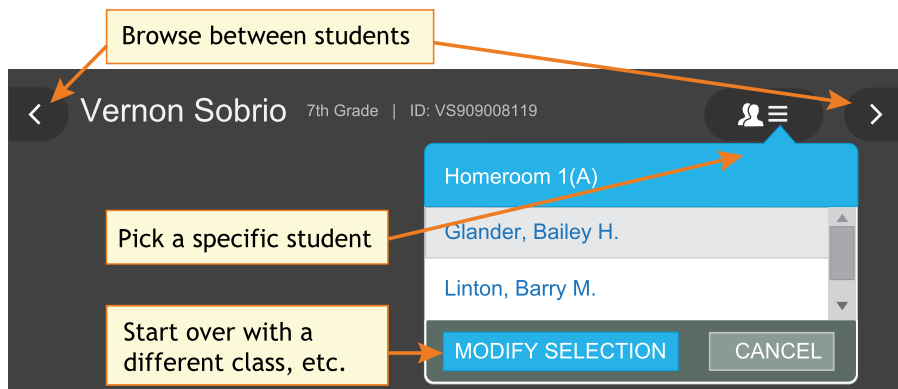 Browse between students
Vernon Sobrio 7th Grade | ID: VS909008119
Homeroom 1(A)
Pick a specific student
Glander, Bailey H.
Linton, Barry M.
Start over with a
different class, etc.
MODIFY SELECTION CANCEL